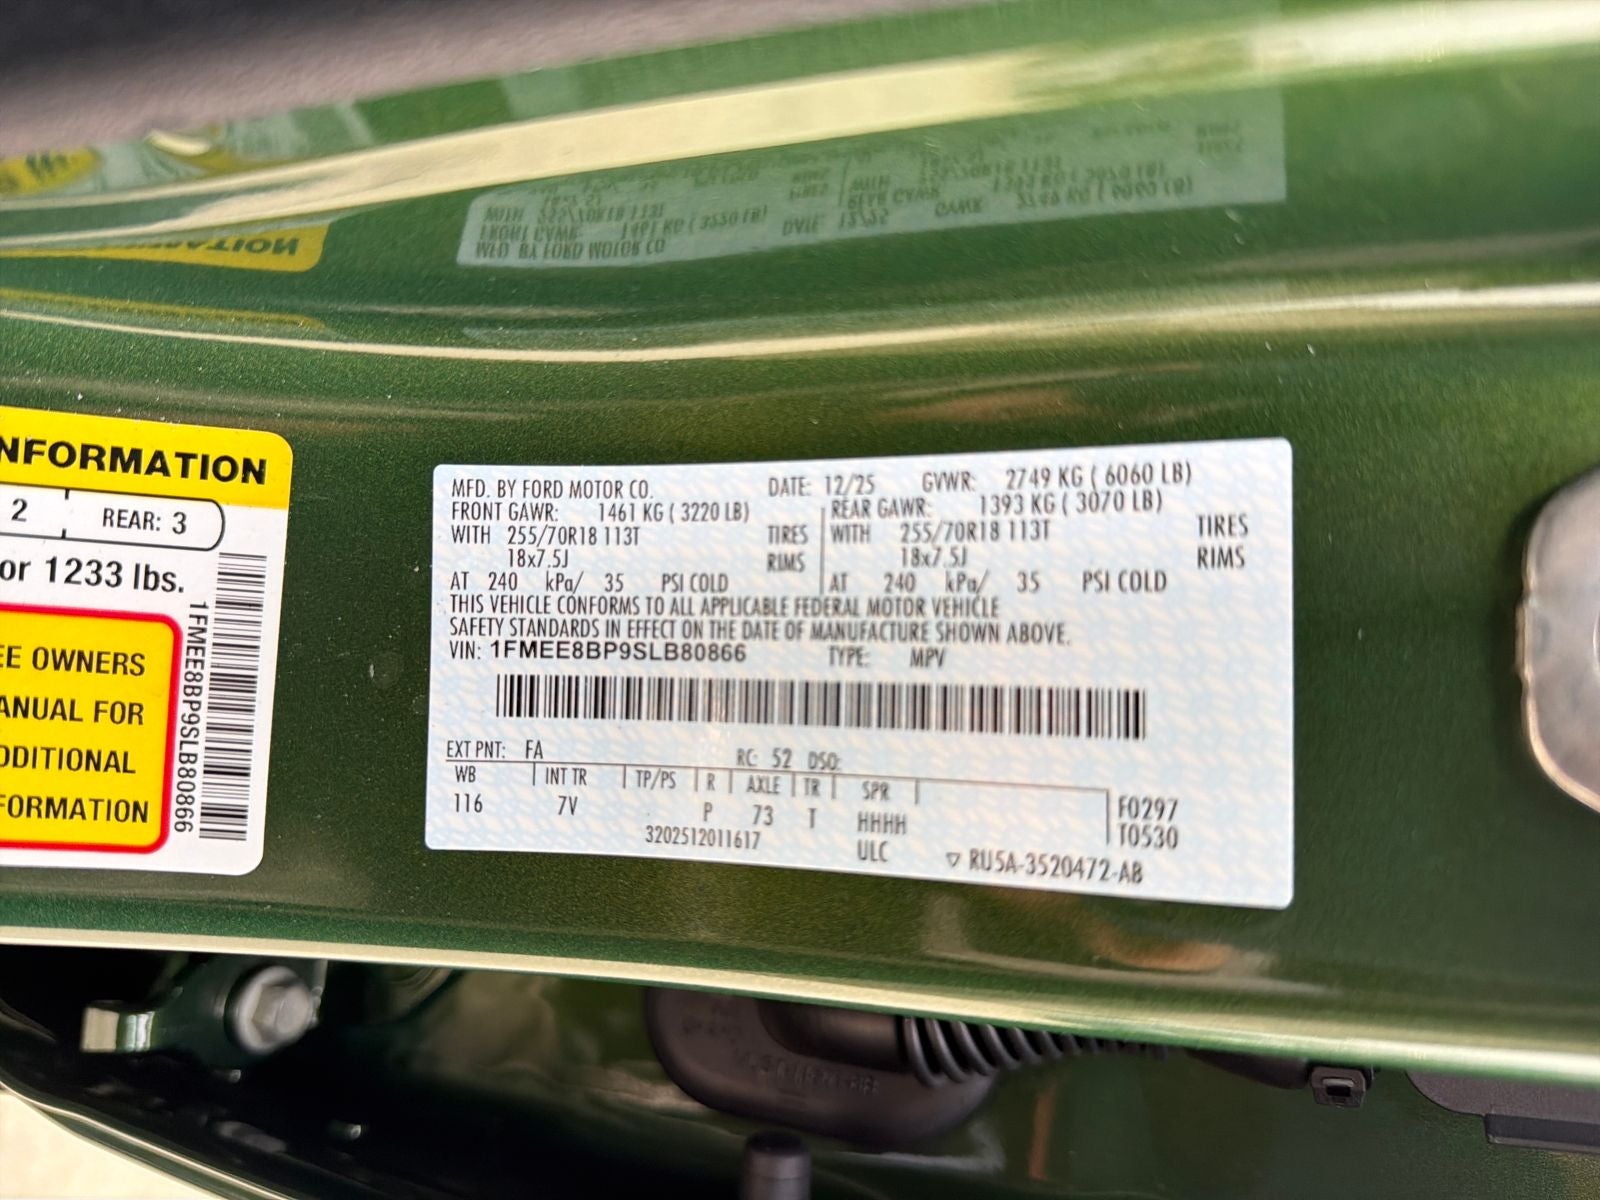 NFORMATION
2 REAR: 3
or 1233 lbs.
EE OWNERS
ANUAL FOR
DDITIONAL
FORMATION
1FMEE8BP9SLB80866
MFD. BY FORD MOTOR CO. DATE: 12/25 GVWR: 2749 KG ( 6060 LB)
FRONT GAWR: 1461 KG ( 3220 LB) REAR GAWR: 1393 KG ( 3070 LB)
WITH 255/70R18 113T TIRES WITH 255/70R18 113T TIRES
18x7.5J RIMS 18x7.5J RIMS
AT 240 kPa/ 35 PSI COLD AT 240 kPa/ 35 PSI COLD
THIS VEHICLE CONFORMS TO ALL APPLICABLE FEDERAL MOTOR VEHICLE
SAFETY STANDARDS IN EFFECT ON THE DATE OF MANUFACTURE SHOWN ABOVE.
VIN: 1FMEE8BP9SLB80866 TYPE: MPV
EXT PNT: FA RC: 52 DSO:
WB INT TR TP/PS R AXLE TR SPR
116 7V P 73 T HHHH F0297
3202512011617 ULC T0530
RU5A-3520472-AB